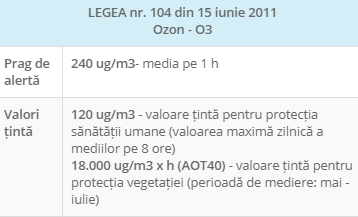 LEGEA nr. 104 din 15 iunie 2011
Ozon - O3
Prag de alertă
240 ug/m3- media pe 1 h
Valori țintă
120 ug/m3 - valoare țintă pentru protecția
sănătății umane (valoarea maximă zilnică a
mediilor pe 8 ore)
18.000 ug/m3 x h (AOT40) - valoare țintă pentru
protecția vegetației (perioadă de mediere: mai -
iulie)